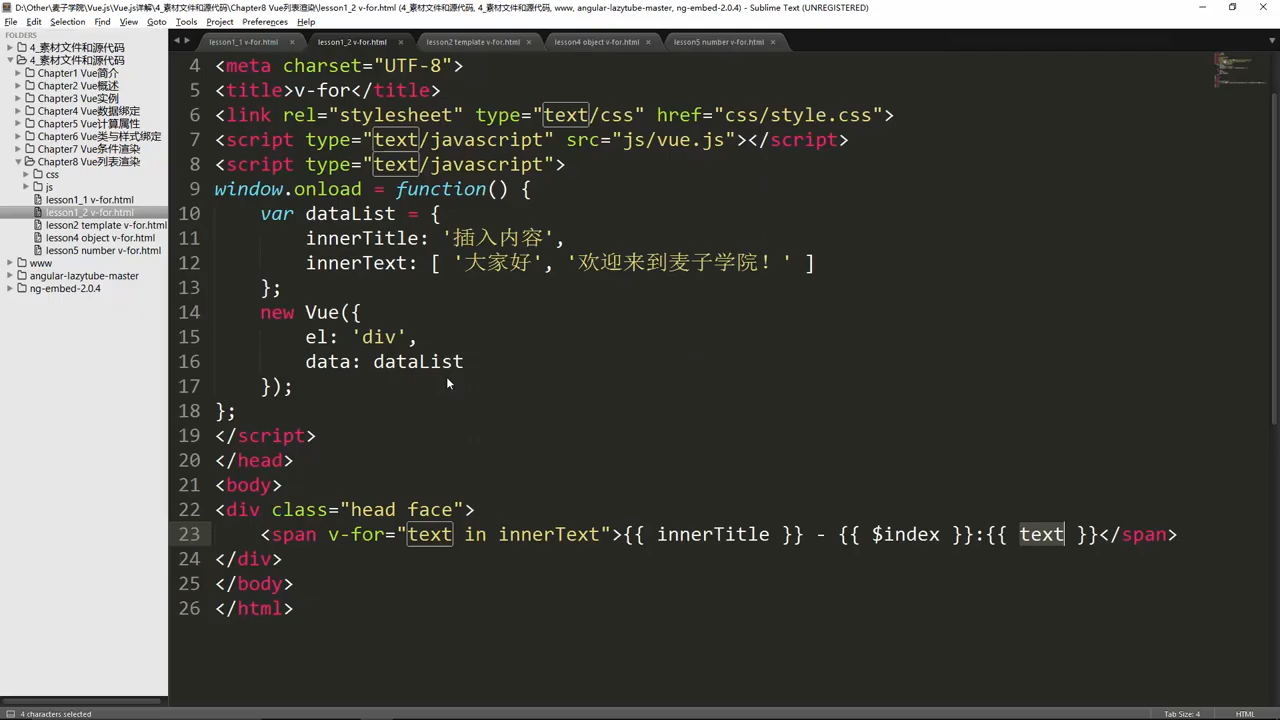 D:\Other\麦子学院\Vue.js\Vue.js详解\4_素材文件和源代码\Chapter8 Vue列表渲染\lesson1_2 v-for.html (4_素材文件和源代码, 4_素材文件和源代码, www, angular-lazytube-master, ng-embed-2.0.4) - Sublime Text (UNREGISTERED)
File Edit Selection Find View Goto Tools Project Preferences Help
FOLDERS
4_素材文件和源代码
4_素材文件和源代码
Chapter1 Vue简介
Chapter2 Vue概述
Chapter3 Vue实例
Chapter4 数据绑定
Chapter5 计算属性
Chapter6 类与样式绑定
Chapter7 Vue条件渲染
Chapter8 Vue列表渲染
css
js
lesson1_1 v-for.html
lesson1_2 v-for.html
lesson2 template v-for.html
lesson4 object v-for.html
lesson5 number v-for.html
www
angular-lazytube-master
ng-embed-2.0.4
lesson1_1 v-for.html lesson1_2 v-for.html lesson2 template v-for.html lesson4 object v-for.html lesson5 number v-for.html
4 <meta charset="UTF-8">
5 <title>v-for</title>
6 <link rel="stylesheet" type="text/css" href="css/style.css">
7 <script type="text/javascript" src="js/vue.js"></script>
8 <script type="text/javascript">
9 window.onload = function() {
10 var dataList = {
11 innerTitle: '插入内容',
12 innerText: [ '大家好', '欢迎来到麦子学院！' ]
13 };
14 new Vue({
15 el: 'div',
16 data: dataList
17 });
18 };
19 </script>
20 </head>
21 <body>
22 <div class="head face">
23 <span v-for="text in innerText">{{ innerTitle }} - {{ $index }}:{{ text }}</span>
24 </div>
25 </body>
26 </html>
4 characters selected
Tab Size: 4 HTML